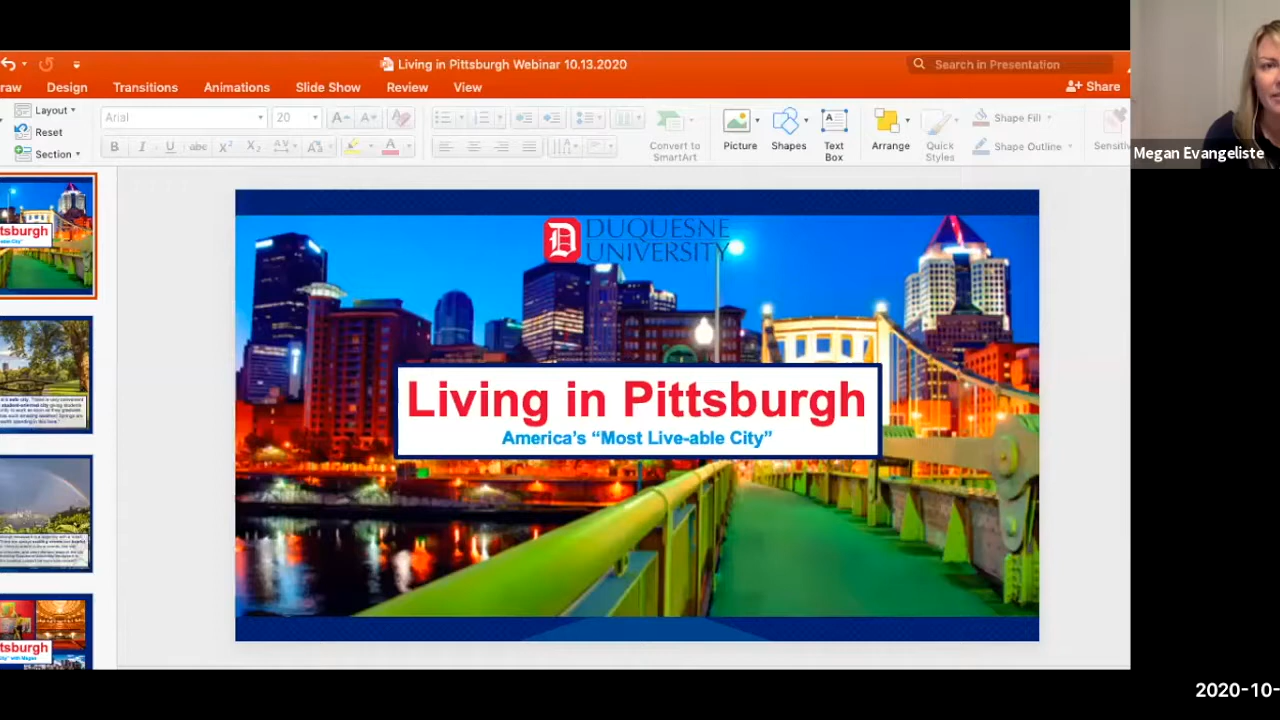 Living in Pittsburgh Webinar 10.13.2020
Search in Presentation
raw Design Transitions Animations Slide Show Review View
Share
Layout
Reset
Section
Arial
20
Convert to
SmartArt
Picture
Shapes
Text
Box
Arrange
Quick
Styles
Shape Fill
Shape Outline
Sensitiv
Megan Evangeliste
DUQUESNE
UNIVERSITY
Living in Pittsburgh
America's “Most Live-able City”
tsburgh
tsburgh
2020-10-